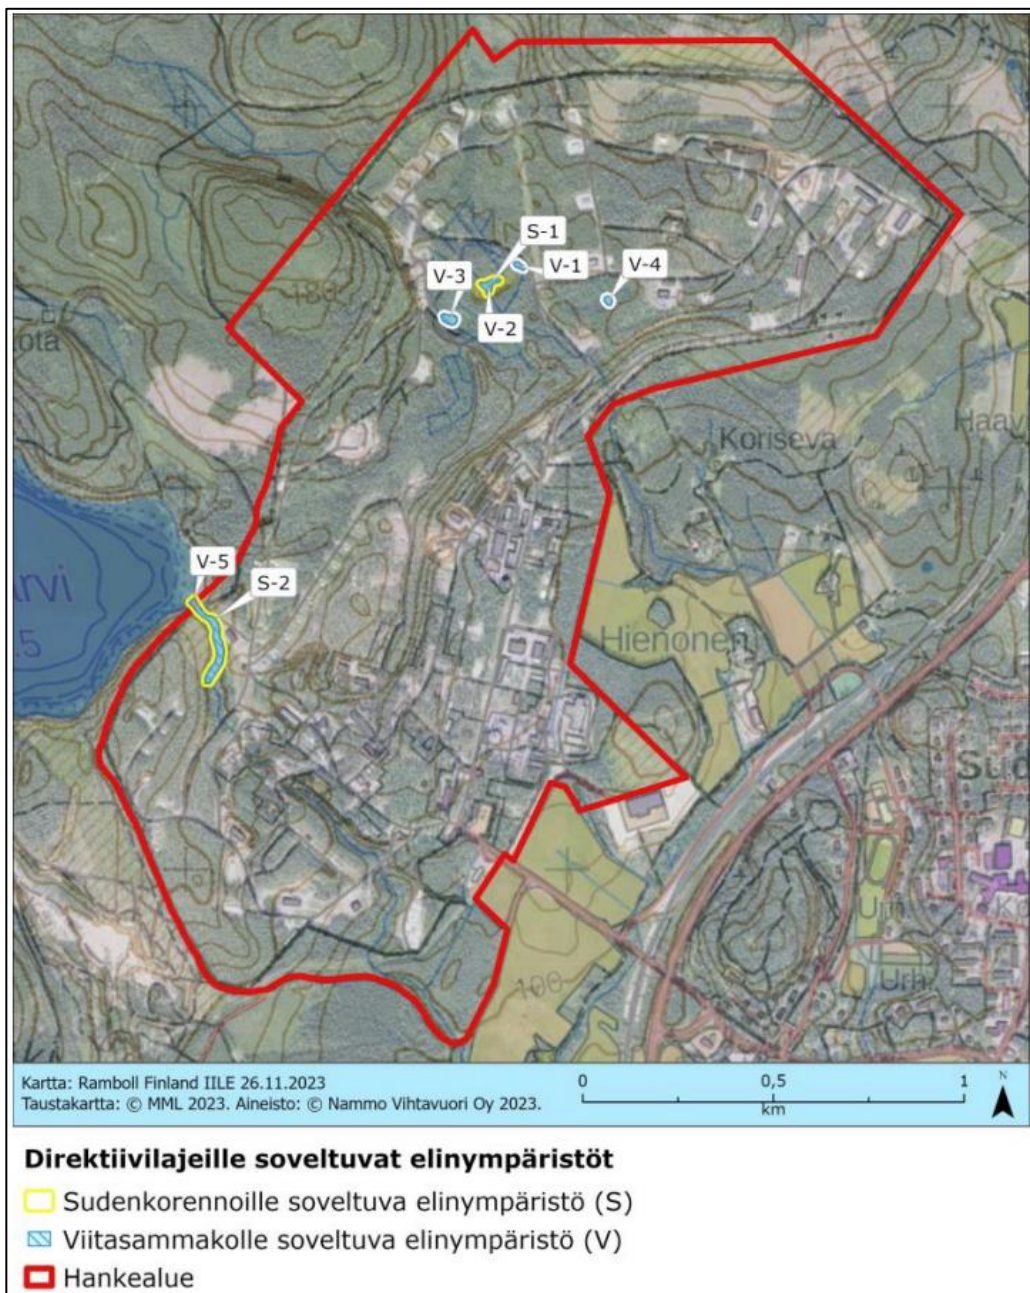 S-1
V-1
V-4
V-3
V-2
Koriseva
V-5
S-2
Hienonen
100
Urh.
Kartta: Ramboll Finland IILE 26.11.2023
Taustakartta: © MML 2023. Aineisto: © Nammo Vihtavuori Oy 2023.
0 0,5 1
km
N
Direktiivilajeille soveltuvat elinympäristöt
Sudenkorennoille soveltuva elinympäristö (S)
Viitasammakolle soveltuva elinympäristö (V)
Hankealue